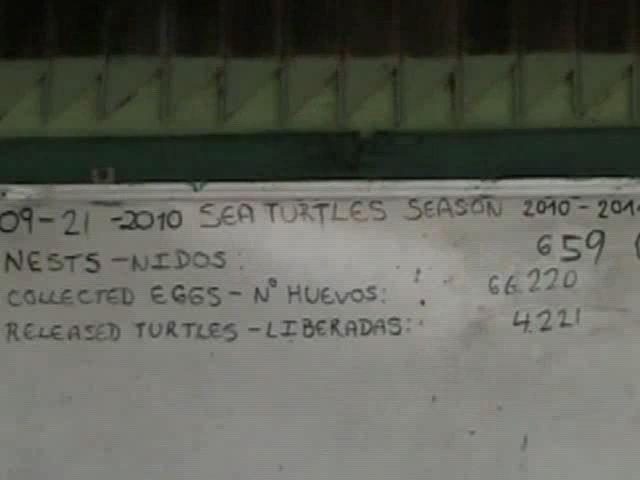 09-21-2010 SEA TURTLES SEASON 2010-201
NESTS-NIDOS: 659 (
COLLECTED EGGS-N° HUEVOS: 66.220
RELEASED TURTLES-LIBERADAS: 4.221